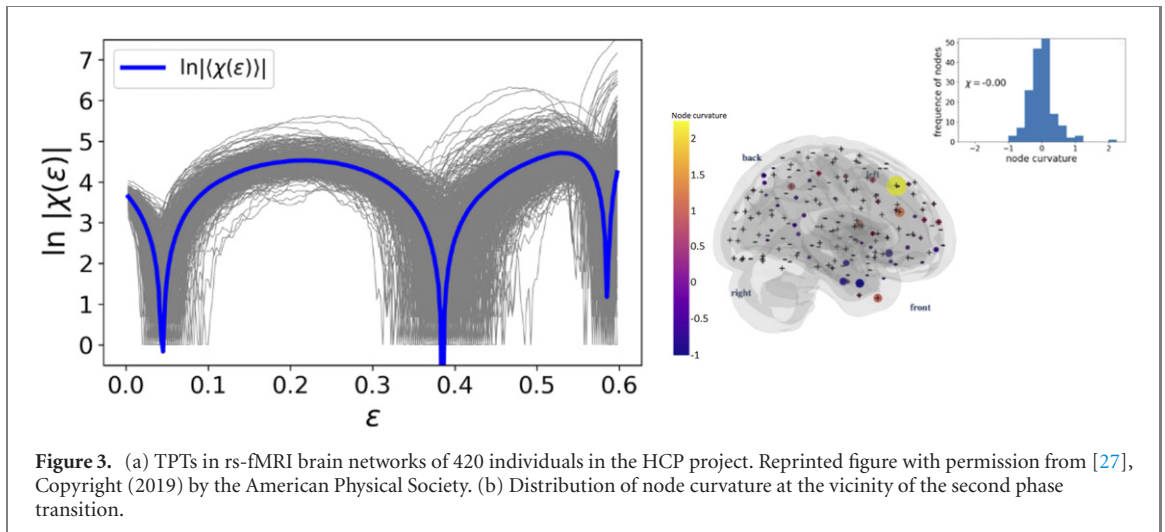 ln|⟨χ(ε)⟩|
7
6
5
4
3
2
1
0
ln |χ(ε)|
0.0 0.1 0.2 0.3 0.4 0.5 0.6
ε
Node curvature
2
1.5
1
0.5
0
-0.5
-1
back
left
right
front
50
40
30
20
10
0
frequency of nodes
χ = -0.00
−2 −1 0 1 2
node curvature
Figure 3. (a) TPTs in rs-fMRI brain networks of 420 individuals in the HCP project. Reprinted figure with permission from [27],
Copyright (2019) by the American Physical Society. (b) Distribution of node curvature at the vicinity of the second phase
transition.